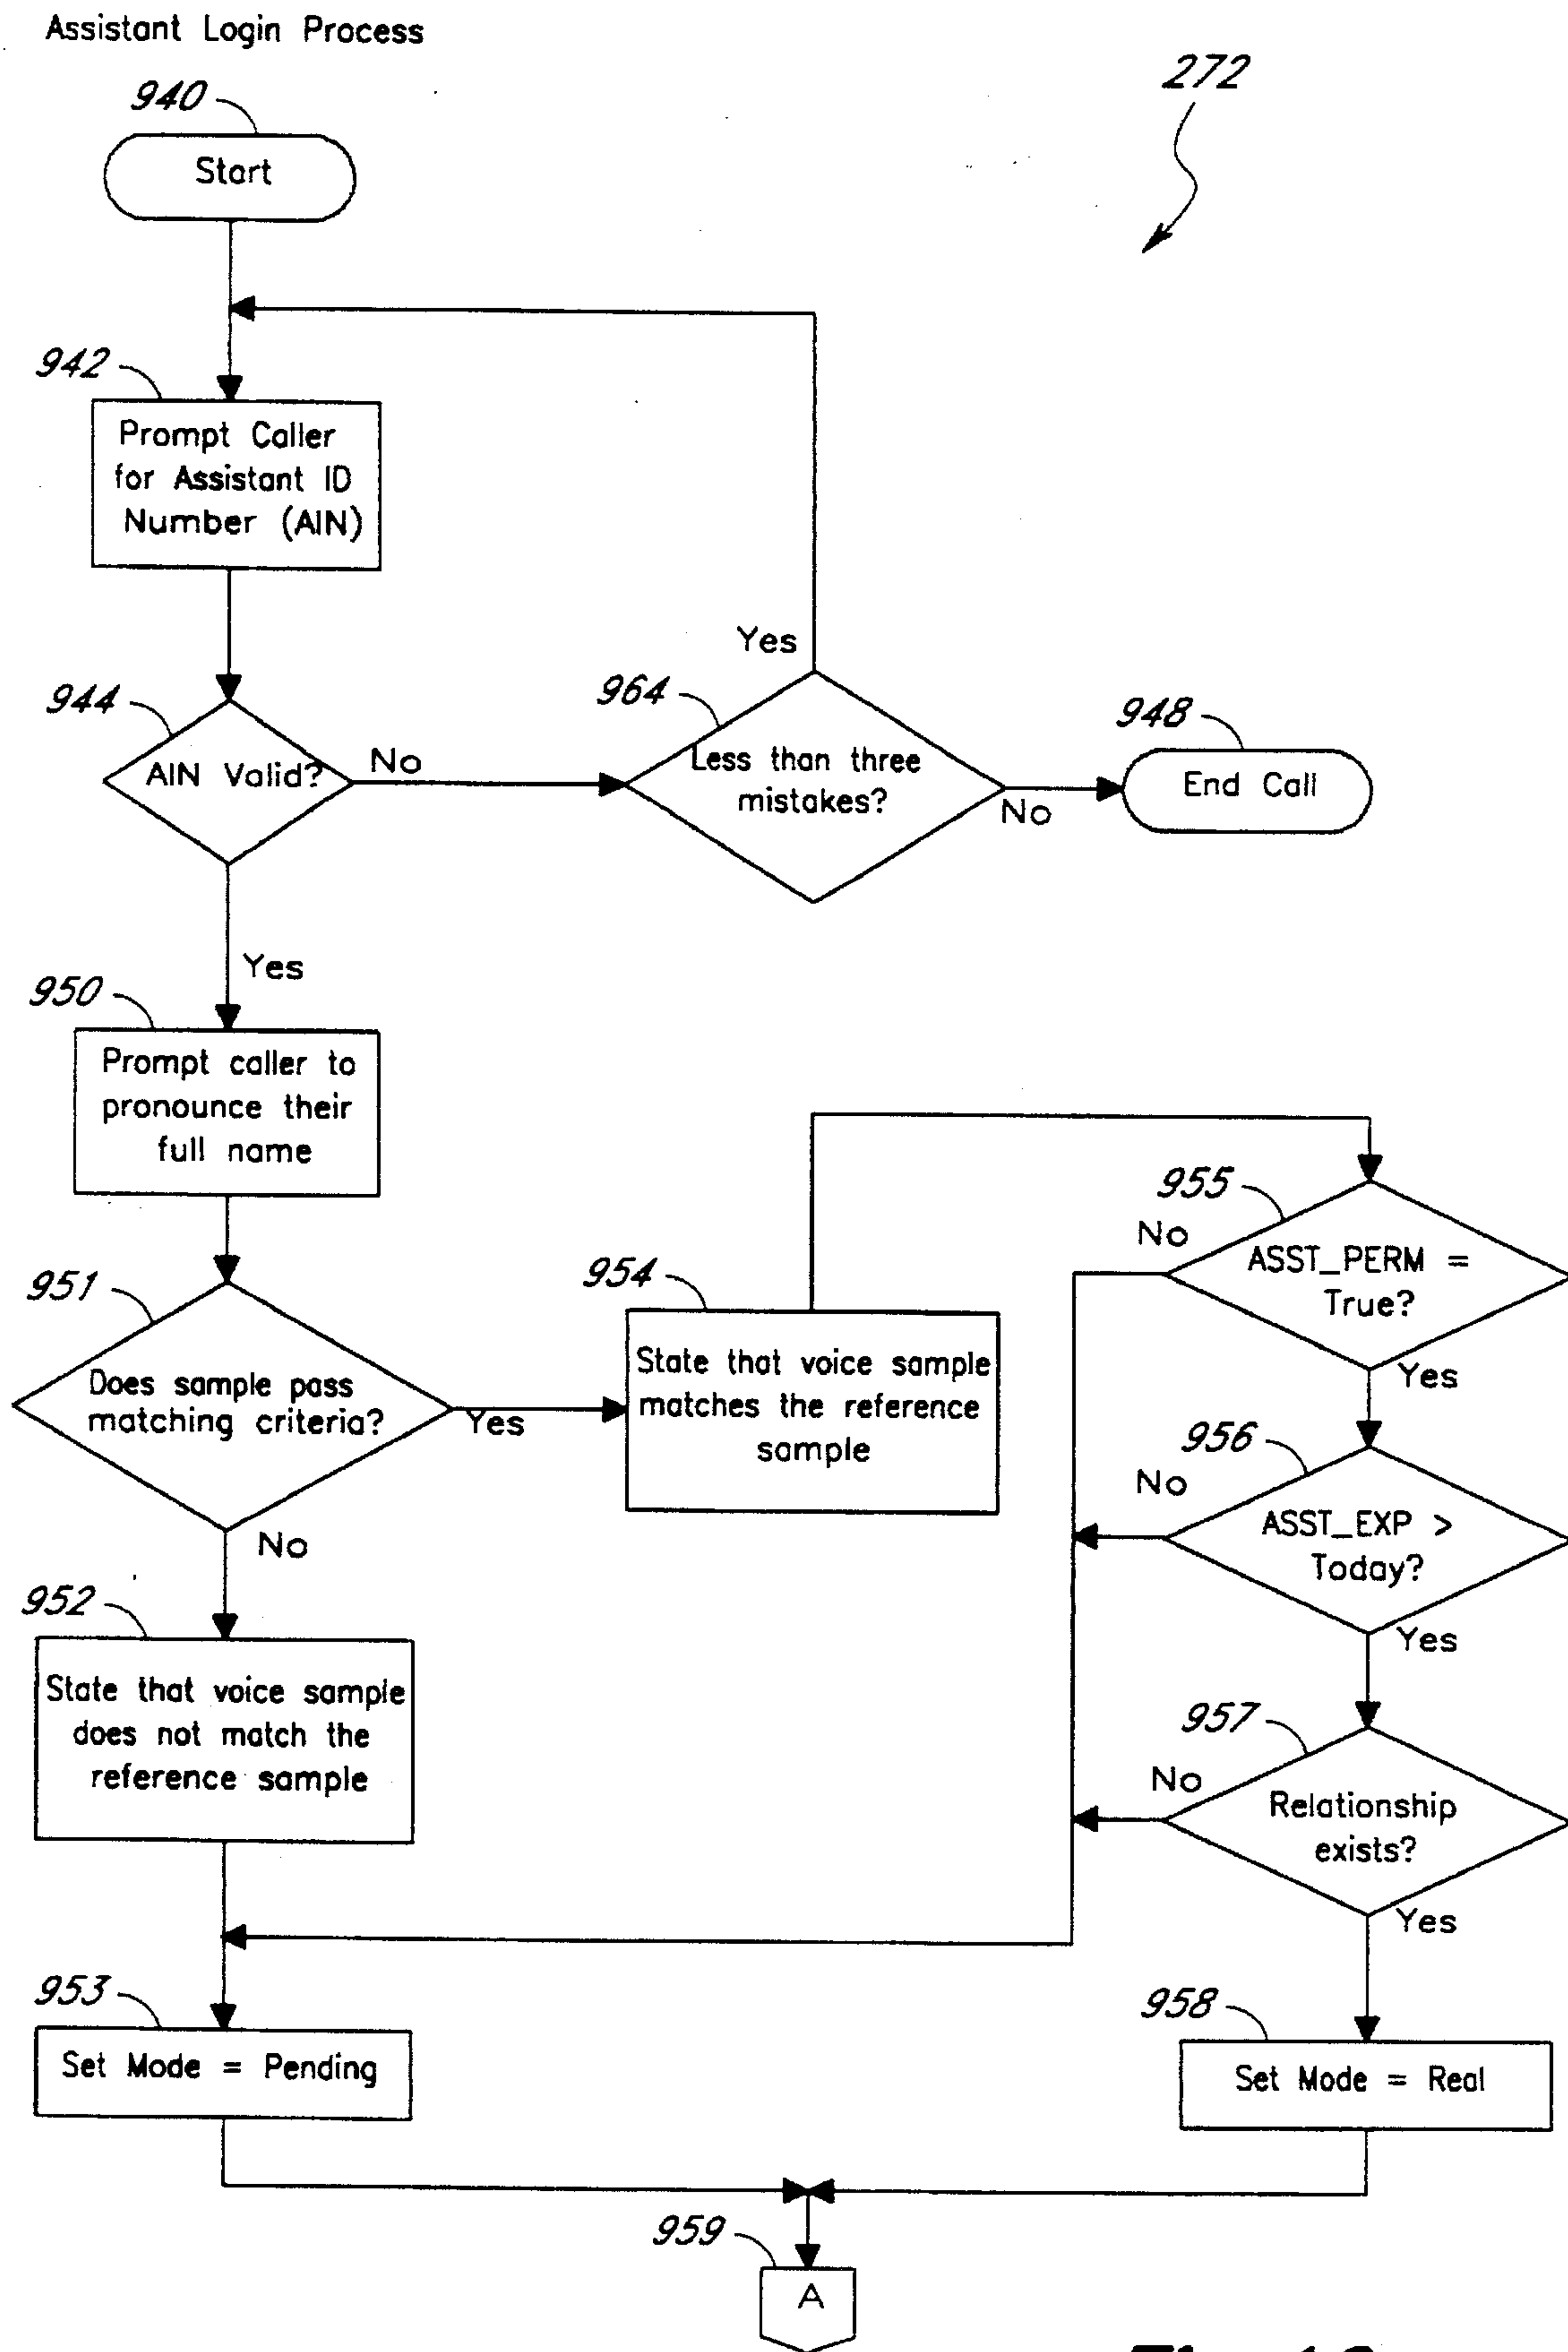 Assistant Login Process
272
940
Start
942
Prompt Caller
for Assistant ID
Number (AIN)
944
AIN Valid?
No
Yes
964
Less than three
mistakes?
Yes
No
948
End Call
950
Prompt caller to
pronounce their
full name
951
Does sample pass
matching criteria?
Yes
No
954
State that voice sample
matches the reference
sample
955
ASST_PERM =
True?
No
Yes
956
ASST_EXP >
Today?
No
Yes
957
Relationship
exists?
No
Yes
952
State that voice sample
does not match the
reference sample
953
Set Mode = Pending
958
Set Mode = Real
959
A